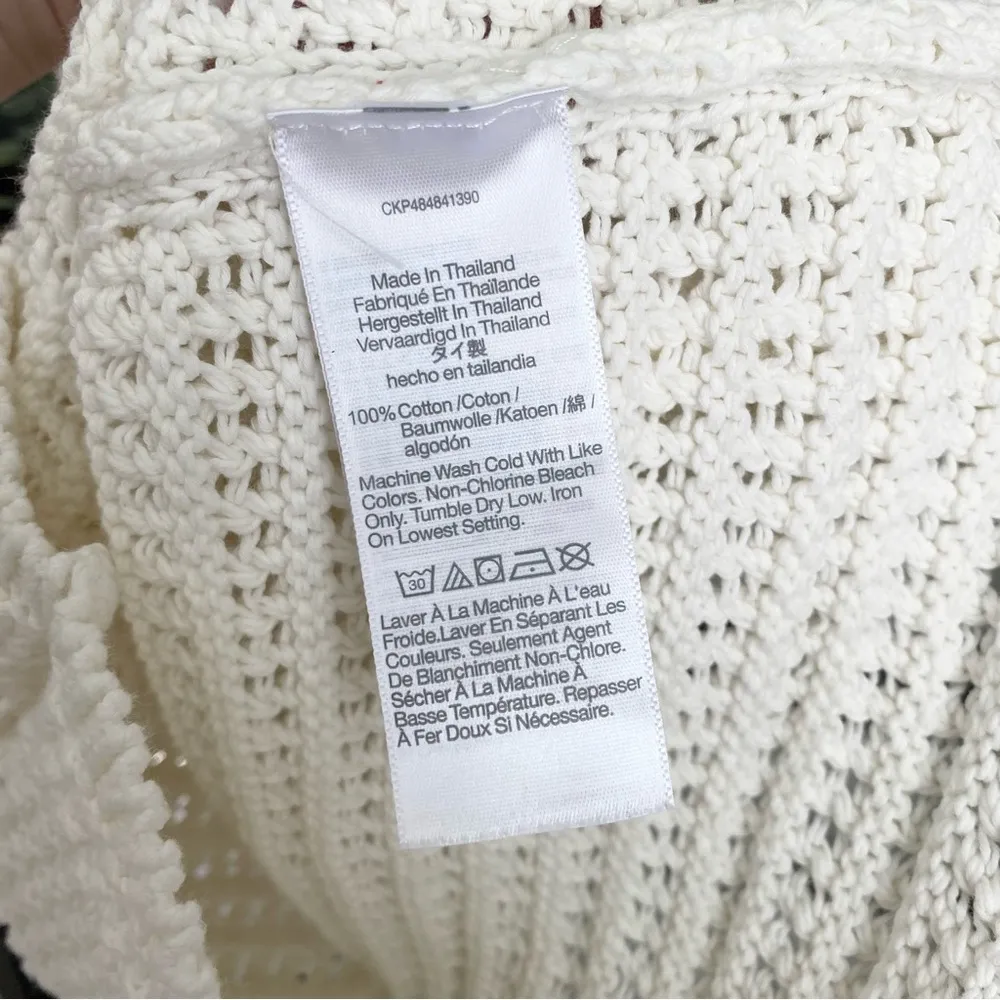 CKP484841390
Made In Thailand
Fabriqué En Thaïlande
Hergestellt In Thailand
Vervaardigd In Thailand
タイ製
hecho en tailandia
100% Cotton /Coton /
Baumwolle /Katoen /綿 /
algodón
Machine Wash Cold With Like
Colors. Non-Chlorine Bleach
Only. Tumble Dry Low. Iron
On Lowest Setting.
30
Laver À La Machine À L'eau
Froide.Laver En Séparant Les
Couleurs. Seulement Agent
De Blanchiment Non-Chlore.
Sécher À La Machine À
Basse Température. Repasser
À Fer Doux Si Nécessaire.